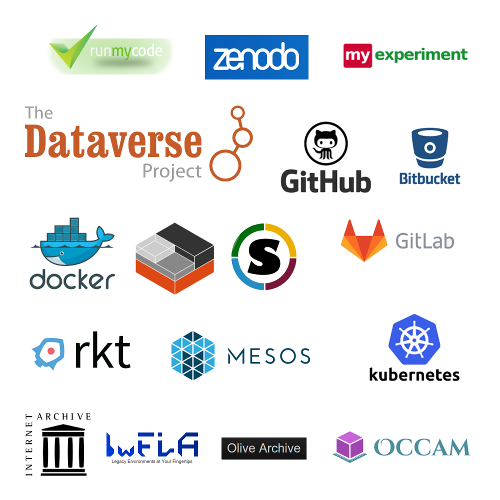 runmycode
zenodo
my experiment
The
Dataverse
Project
GitHub
Bitbucket
docker
S
GitLab
rkt
MESOS
kubernetes
INTERNET ARCHIVE
bwFLA
Legacy Environments at Your Fingertips
Olive Archive
OCCAM